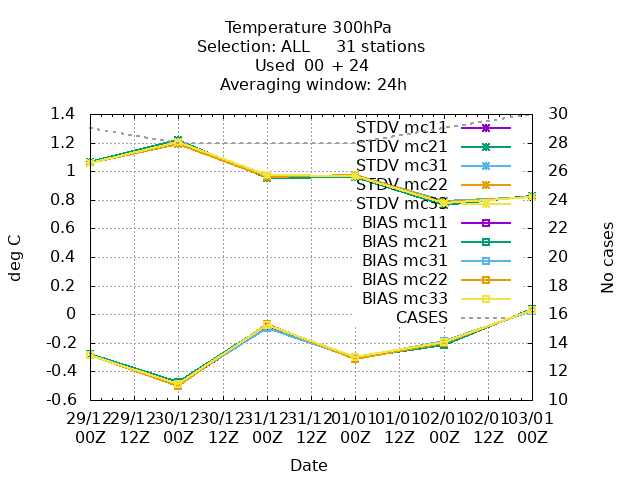 Temperature 300hPa
Selection: ALL     31 stations
Used  00  + 24
Averaging window: 24h
1.4
1.2
1
0.8
0.6
0.4
0.2
0
-0.2
-0.4
-0.6
deg C
30
28
26
24
22
20
18
16
14
12
10
No cases
STDV mc11
STDV mc21
STDV mc31
STDV mc22
STDV mc33
BIAS mc11
BIAS mc21
BIAS mc31
BIAS mc22
BIAS mc33
CASES
29/12 29/12 30/12 30/12 31/12 31/12 01/01 01/01 02/01 02/01 03/01
00Z 12Z 00Z 12Z 00Z 12Z 00Z 12Z 00Z 12Z 00Z
Date